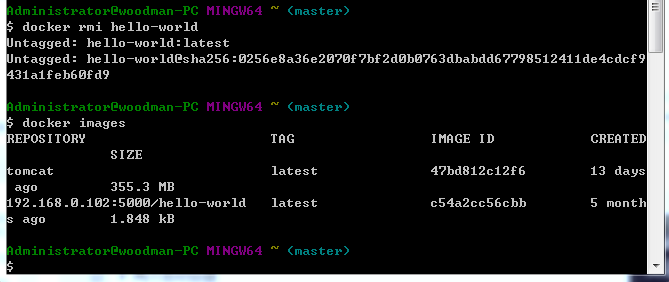 Administrator@woodman-PC MINGW64 ~ (master)
$ docker rmi hello-world
Untagged: hello-world:latest
Untagged: hello-world@sha256:0256e8a36e2070f7bf2d0b0763dbabdd67798512411de4cdcf9
431a1feb60fd9
Administrator@woodman-PC MINGW64 ~ (master)
$ docker images
REPOSITORY TAG IMAGE ID CREATED
SIZE
tomcat latest 47bd812c12f6 13 days
ago 355.3 MB
192.168.0.102:5000/hello-world latest c54a2cc56cbb 5 month
s ago 1.848 kB
Administrator@woodman-PC MINGW64 ~ (master)
$